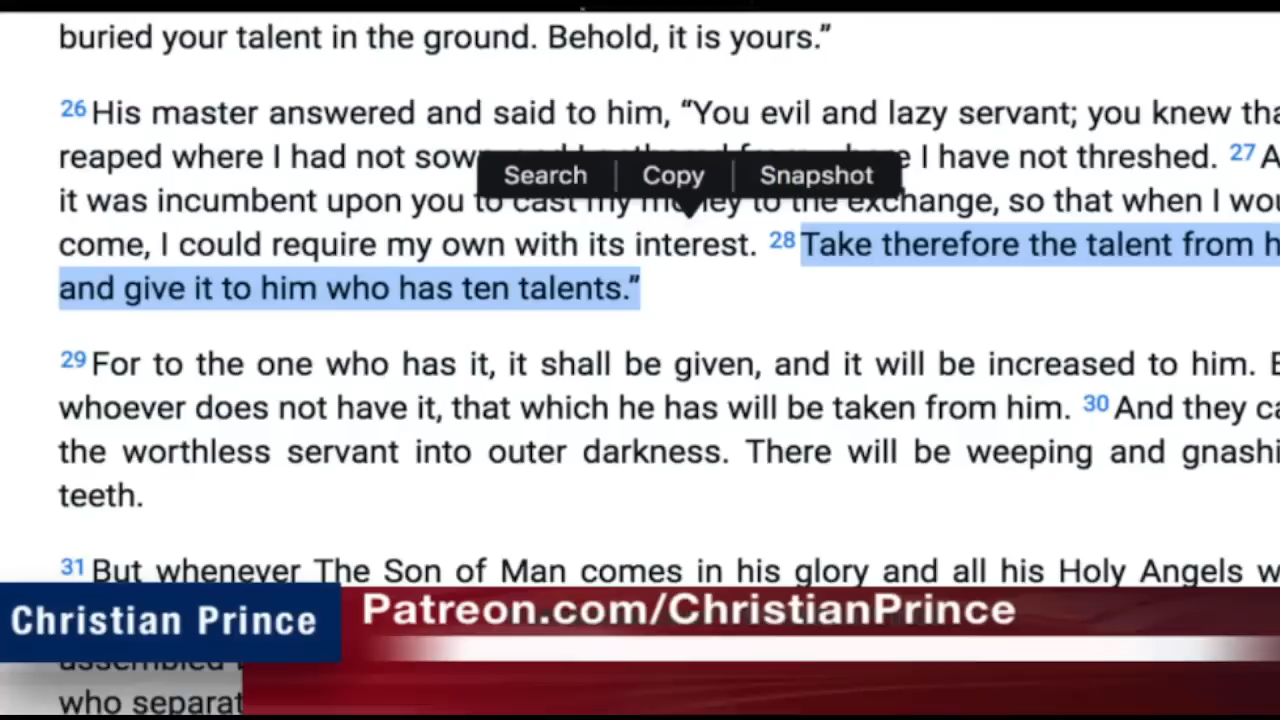 buried your talent in the ground. Behold, it is yours.”
26 His master answered and said to him, “You evil and lazy servant; you knew
reaped where I had not I have not threshed. 27
Search Copy Snapshot
it was incumbent upon you to cast my money to the exchange, so that when I
come, I could require my own with its interest. 28 Take therefore the talent from
and give it to him who has ten talents.”
29 For to the one who has it, it shall be given, and it will be increased to him.
whoever does not have it, that which he has will be taken from him. 30 And they
the worthless servant into outer darkness. There will be weeping and
teeth.
31 But whenever The Son of Man comes in his glory and all his Holy Angels
Christian Prince
Patreon.com/ChristianPrince
assembled
who